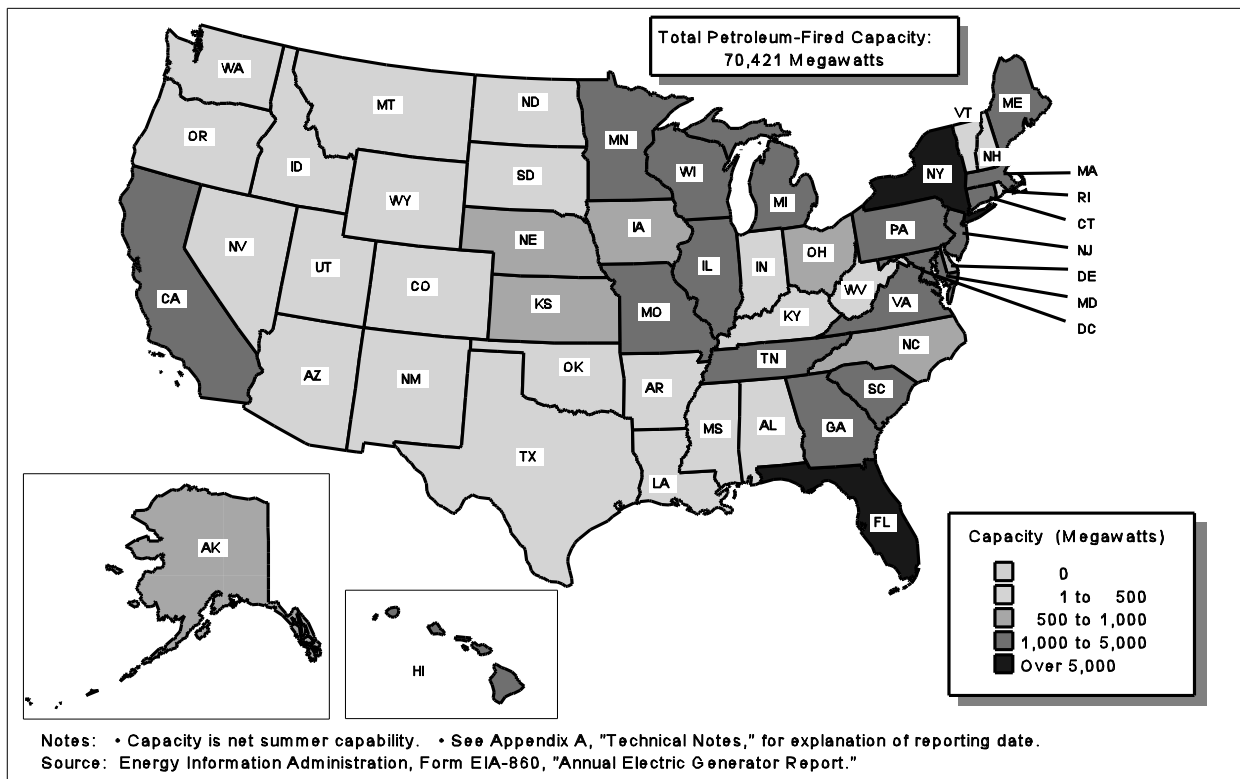 Total Petroleum-Fired Capacity:
70,421 Megawatts
WA
MT
ND
MN
VT
ME
OR
ID
SD
WI
NY
NH
MA
WY
MI
RI
CT
NV
NE
IA
PA
NJ
UT
IL
IN
OH
DE
CA
CO
KS
MO
WV
VA
MD
KY
DC
AZ
NM
OK
AR
TN
NC
SC
MS
AL
GA
TX
LA
FL
AK
HI
Capacity (Megawatts)
0
1 to 500
500 to 1,000
1,000 to 5,000
Over 5,000
Notes: • Capacity is net summer capability. • See Appendix A, "Technical Notes," for explanation of reporting date.
Source: Energy Information Administration, Form EIA-860, "Annual Electric Generator Report."